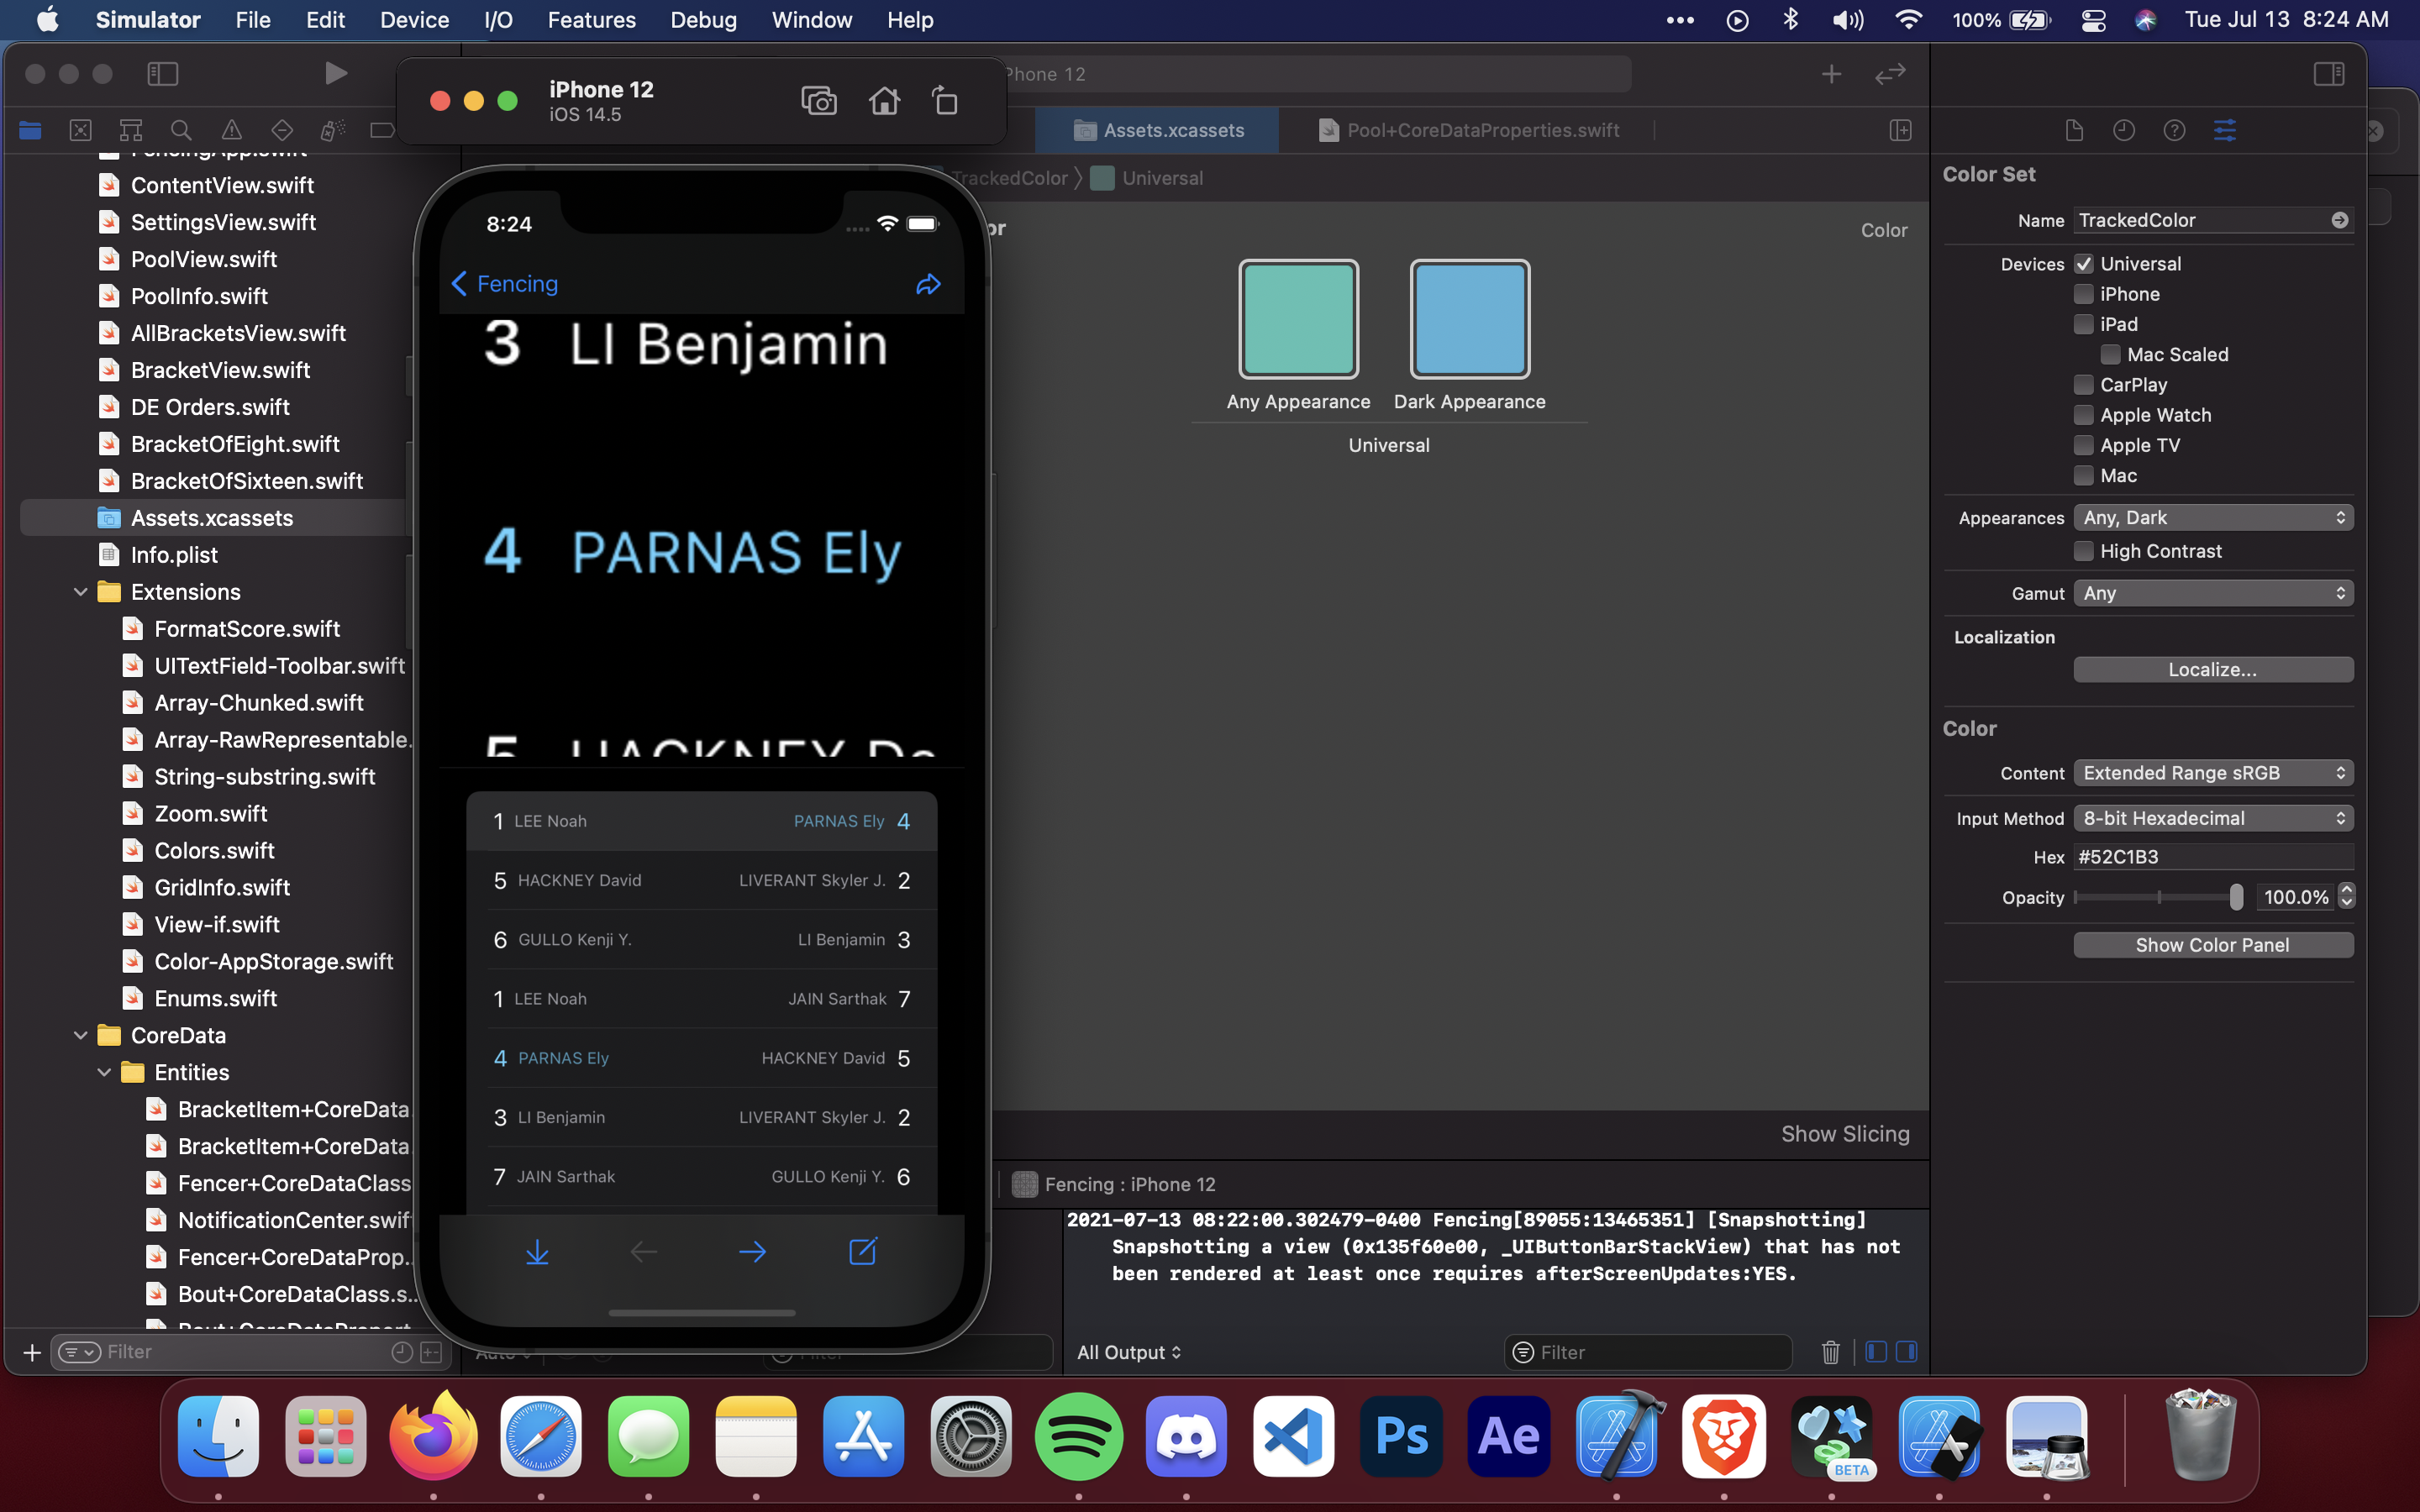 Simulator File Edit Device I/O Features Debug Window Help
100% Tue Jul 13 8:24 AM
iPhone 12
iOS 14.5
Phone 12
Assets.xcassets
Pool+CoreDataProperties.swift
TrackedColor Universal
or
Color
Any Appearance
Dark Appearance
Universal
Show Slicing
FencingApp.swift
ContentView.swift
SettingsView.swift
PoolView.swift
PoolInfo.swift
AllBracketsView.swift
BracketView.swift
DE Orders.swift
BracketOfEight.swift
BracketOfSixteen.swift
Assets.xcassets
Info.plist
Extensions
FormatScore.swift
UITextField-Toolbar.swift
Array-Chunked.swift
Array-RawRepresentable.
String-substring.swift
Zoom.swift
Colors.swift
GridInfo.swift
View-if.swift
Color-AppStorage.swift
Enums.swift
CoreData
Entities
BracketItem+CoreData.
BracketItem+CoreData.
Fencer+CoreDataClass
NotificationCenter.swif
Fencer+CoreDataProp..
Bout+CoreDataClass.s..
Filter
8:24
Fencing
3 LI Benjamin
4 PARNAS Ely
5 HACKNEY Da
1 LEE Noah PARNAS Ely 4
5 HACKNEY David LIVERANT Skyler J. 2
6 GULLO Kenji Y. LI Benjamin 3
1 LEE Noah JAIN Sarthak 7
4 PARNAS Ely HACKNEY David 5
3 LI Benjamin LIVERANT Skyler J. 2
7 JAIN Sarthak GULLO Kenji Y. 6
Auto
Filter
Fencing : iPhone 12
2021-07-13 08:22:00.302479-0400 Fencing[89055:13465351] [Snapshotting]
Snapshotting a view (0x135f60e00, _UIButtonBarStackView) that has not
been rendered at least once requires afterScreenUpdates:YES.
All Output
Filter
Color Set
Name TrackedColor
Devices Universal
iPhone
iPad
Mac Scaled
CarPlay
Apple Watch
Apple TV
Mac
Appearances Any, Dark
High Contrast
Gamut Any
Localization
Localize...
Color
Content Extended Range sRGB
Input Method 8-bit Hexadecimal
Hex #52C1B3
Opacity 100.0%
Show Color Panel
Ps
Ae
BETA